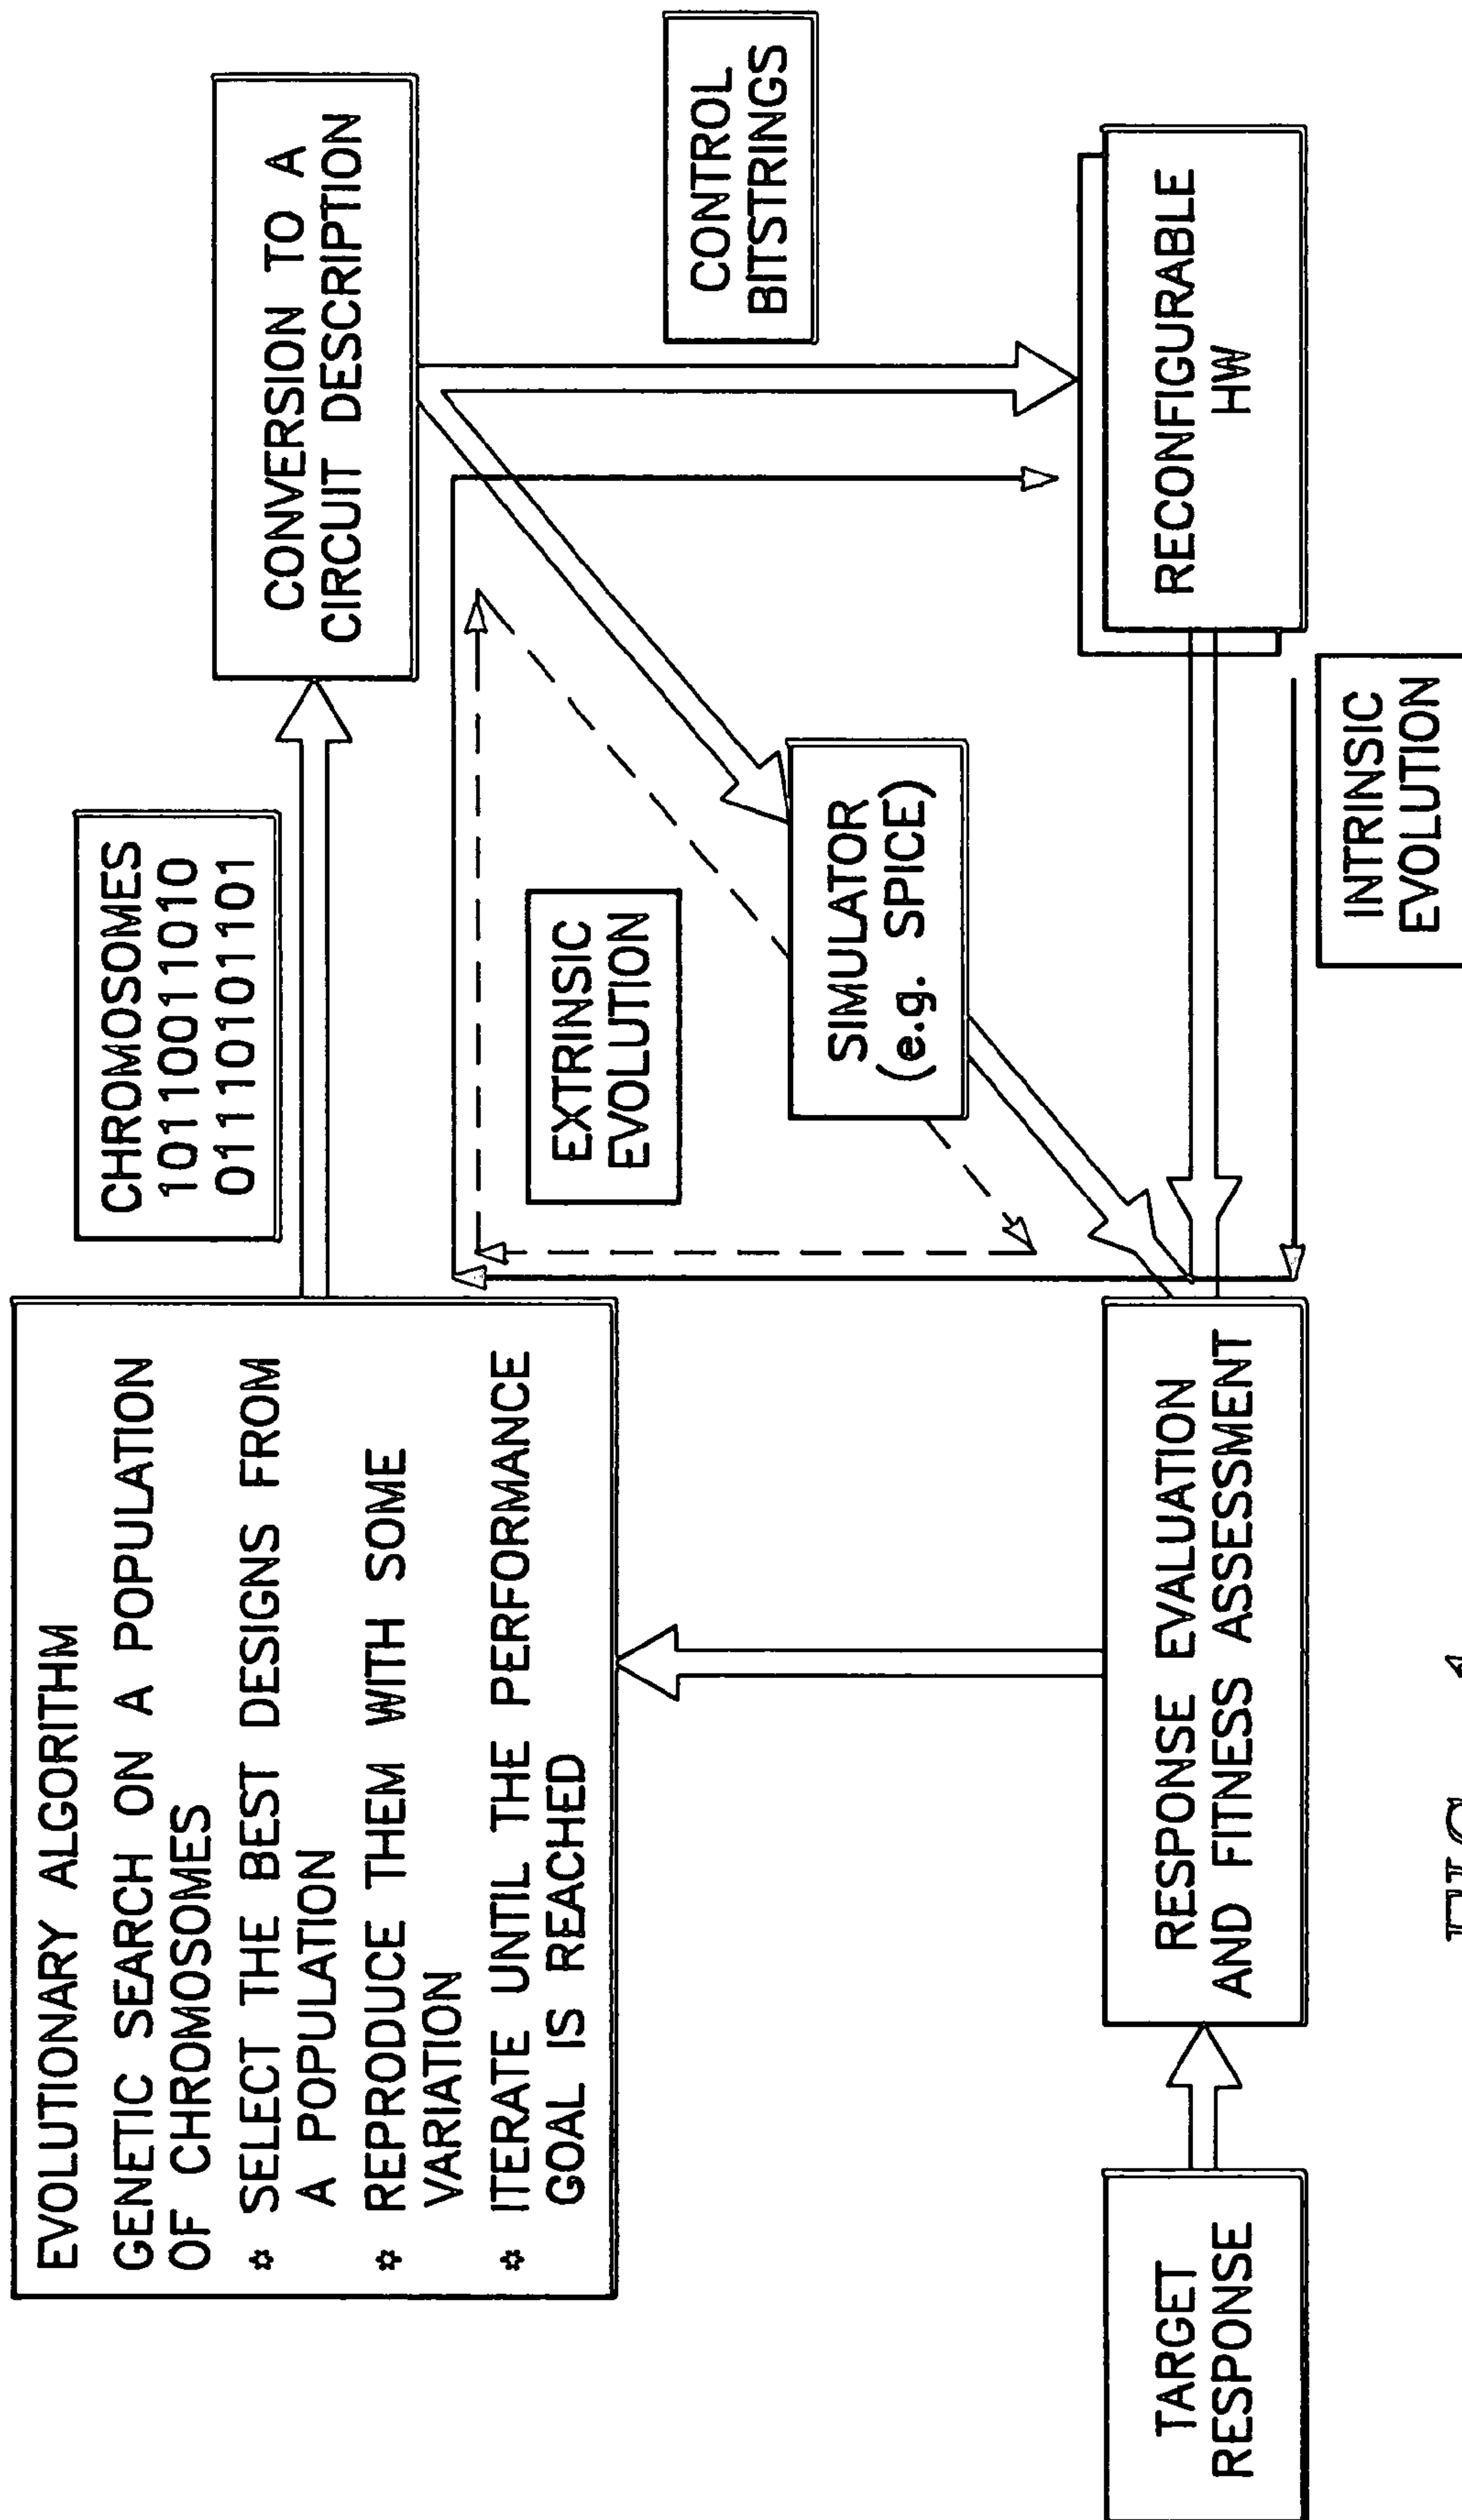 EVOLUTIONARY ALGORITHM
GENETIC SEARCH ON A POPULATION
OF CHROMOSOMES
* SELECT THE BEST DESIGNS FROM
A POPULATION
* REPRODUCE THEM WITH SOME
VARIATION
* ITERATE UNTIL THE PERFORMANCE
GOAL IS REACHED
CHROMOSOMES
10110011010
01110101101
CONVERSION TO A
CIRCUIT DESCRIPTION
EXTRINSIC
EVOLUTION
CONTROL
BITSTRINGS
SIMULATOR
(e.g. SPICE)
TARGET
RESPONSE
RESPONSE EVALUATION
AND FITNESS ASSESSMENT
RECONFIGURABLE
HW
INTRINSIC
EVOLUTION